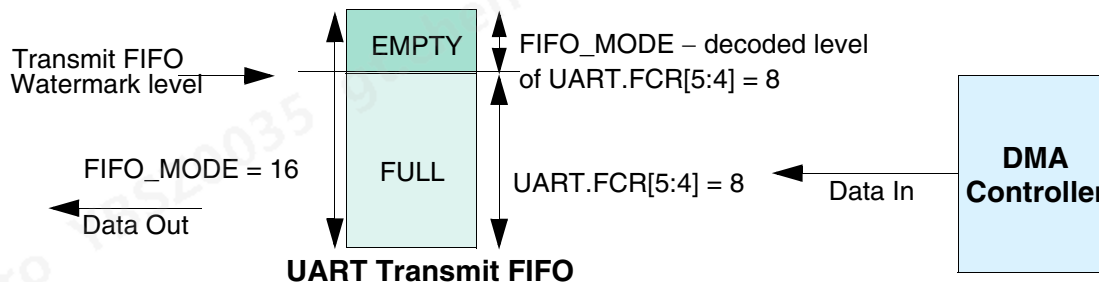 EMPTY
FIFO_MODE – decoded level
of UART.FCR[5:4] = 8
Transmit FIFO
Watermark level
FIFO_MODE = 16
FULL
UART.FCR[5:4] = 8
Data In
DMA
Controller
Data Out
UART Transmit FIFO